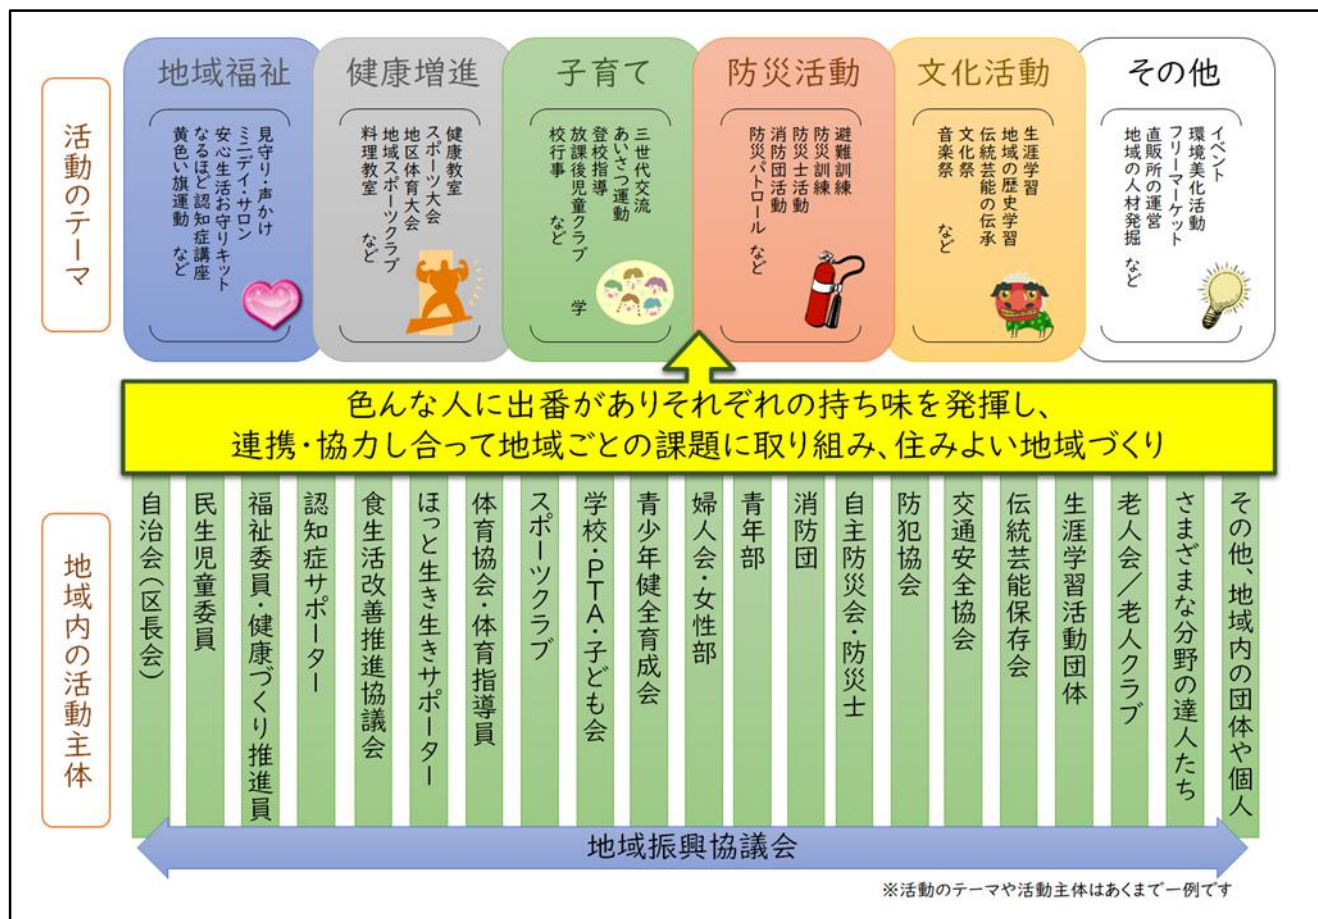 活動のテーマ
地域福祉
見守り・声かけ
ミニデイ・サロン
安心生活お守りキット
なるほど認知症講座
黄色い旗運動 など
健康増進
健康教室
スポーツ大会
地区体育大会
地域スポーツクラブ
料理教室 など
子育て
三世代交流
あいさつ運動
登校指導
放課後児童クラブ 学
校行事 など
防災活動
避難訓練
防災訓練
防災士活動
消防団活動
防災パトロール など
文化活動
生涯学習
地域の歴史学習
伝統芸能の伝承
文化祭
音楽祭 など
その他
イベント
環境美化活動
フリーマーケット
直販所の運営
地域の人材発掘 など
色んな人に出番がありそれぞれの持ち味を発揮し、
連携・協力し合って地域ごとの課題に取り組み、住みよい地域づくり
地域内の活動主体
自治会(区長会)
民生児童委員
福祉委員・健康づくり推進員
認知症サポーター
食生活改善推進協議会
ほっと生き生きサポーター
体育協会・体育指導員
スポーツクラブ
学校・PTA・子ども会
青少年健全育成会
婦人会・女性部
青年部
消防団
自主防災会・防災士
防犯協会
交通安全協会
伝統芸能保存会
生涯学習活動団体
老人会/老人クラブ
さまざまな分野の達人たち
その他、地域内の団体や個人
地域振興協議会
※活動のテーマや活動主体はあくまで一例です